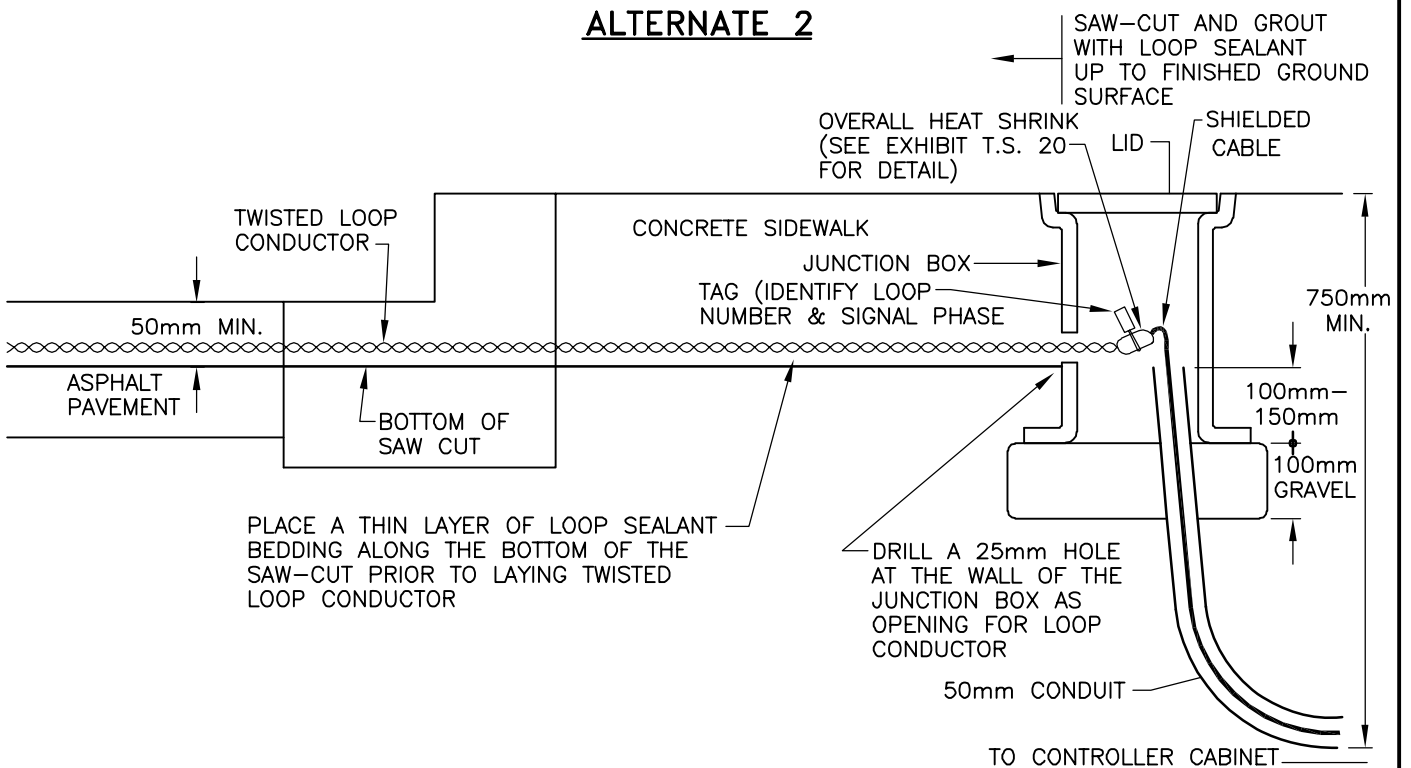 ALTERNATE 2
SAW-CUT AND GROUT
WITH LOOP SEALANT
UP TO FINISHED GROUND
SURFACE
OVERALL HEAT SHRINK
(SEE EXHIBIT T.S. 20
FOR DETAIL)
LID
SHIELDED
CABLE
TWISTED LOOP
CONDUCTOR
CONCRETE SIDEWALK
JUNCTION BOX
TAG (IDENTIFY LOOP
NUMBER & SIGNAL PHASE
750mm
MIN.
50mm MIN.
ASPHALT
PAVEMENT
BOTTOM OF
SAW CUT
100mm-
150mm
100mm
GRAVEL
PLACE A THIN LAYER OF LOOP SEALANT
BEDDING ALONG THE BOTTOM OF THE
SAW-CUT PRIOR TO LAYING TWISTED
LOOP CONDUCTOR
DRILL A 25mm HOLE
AT THE WALL OF THE
JUNCTION BOX AS
OPENING FOR LOOP
CONDUCTOR
50mm CONDUIT
TO CONTROLLER CABINET